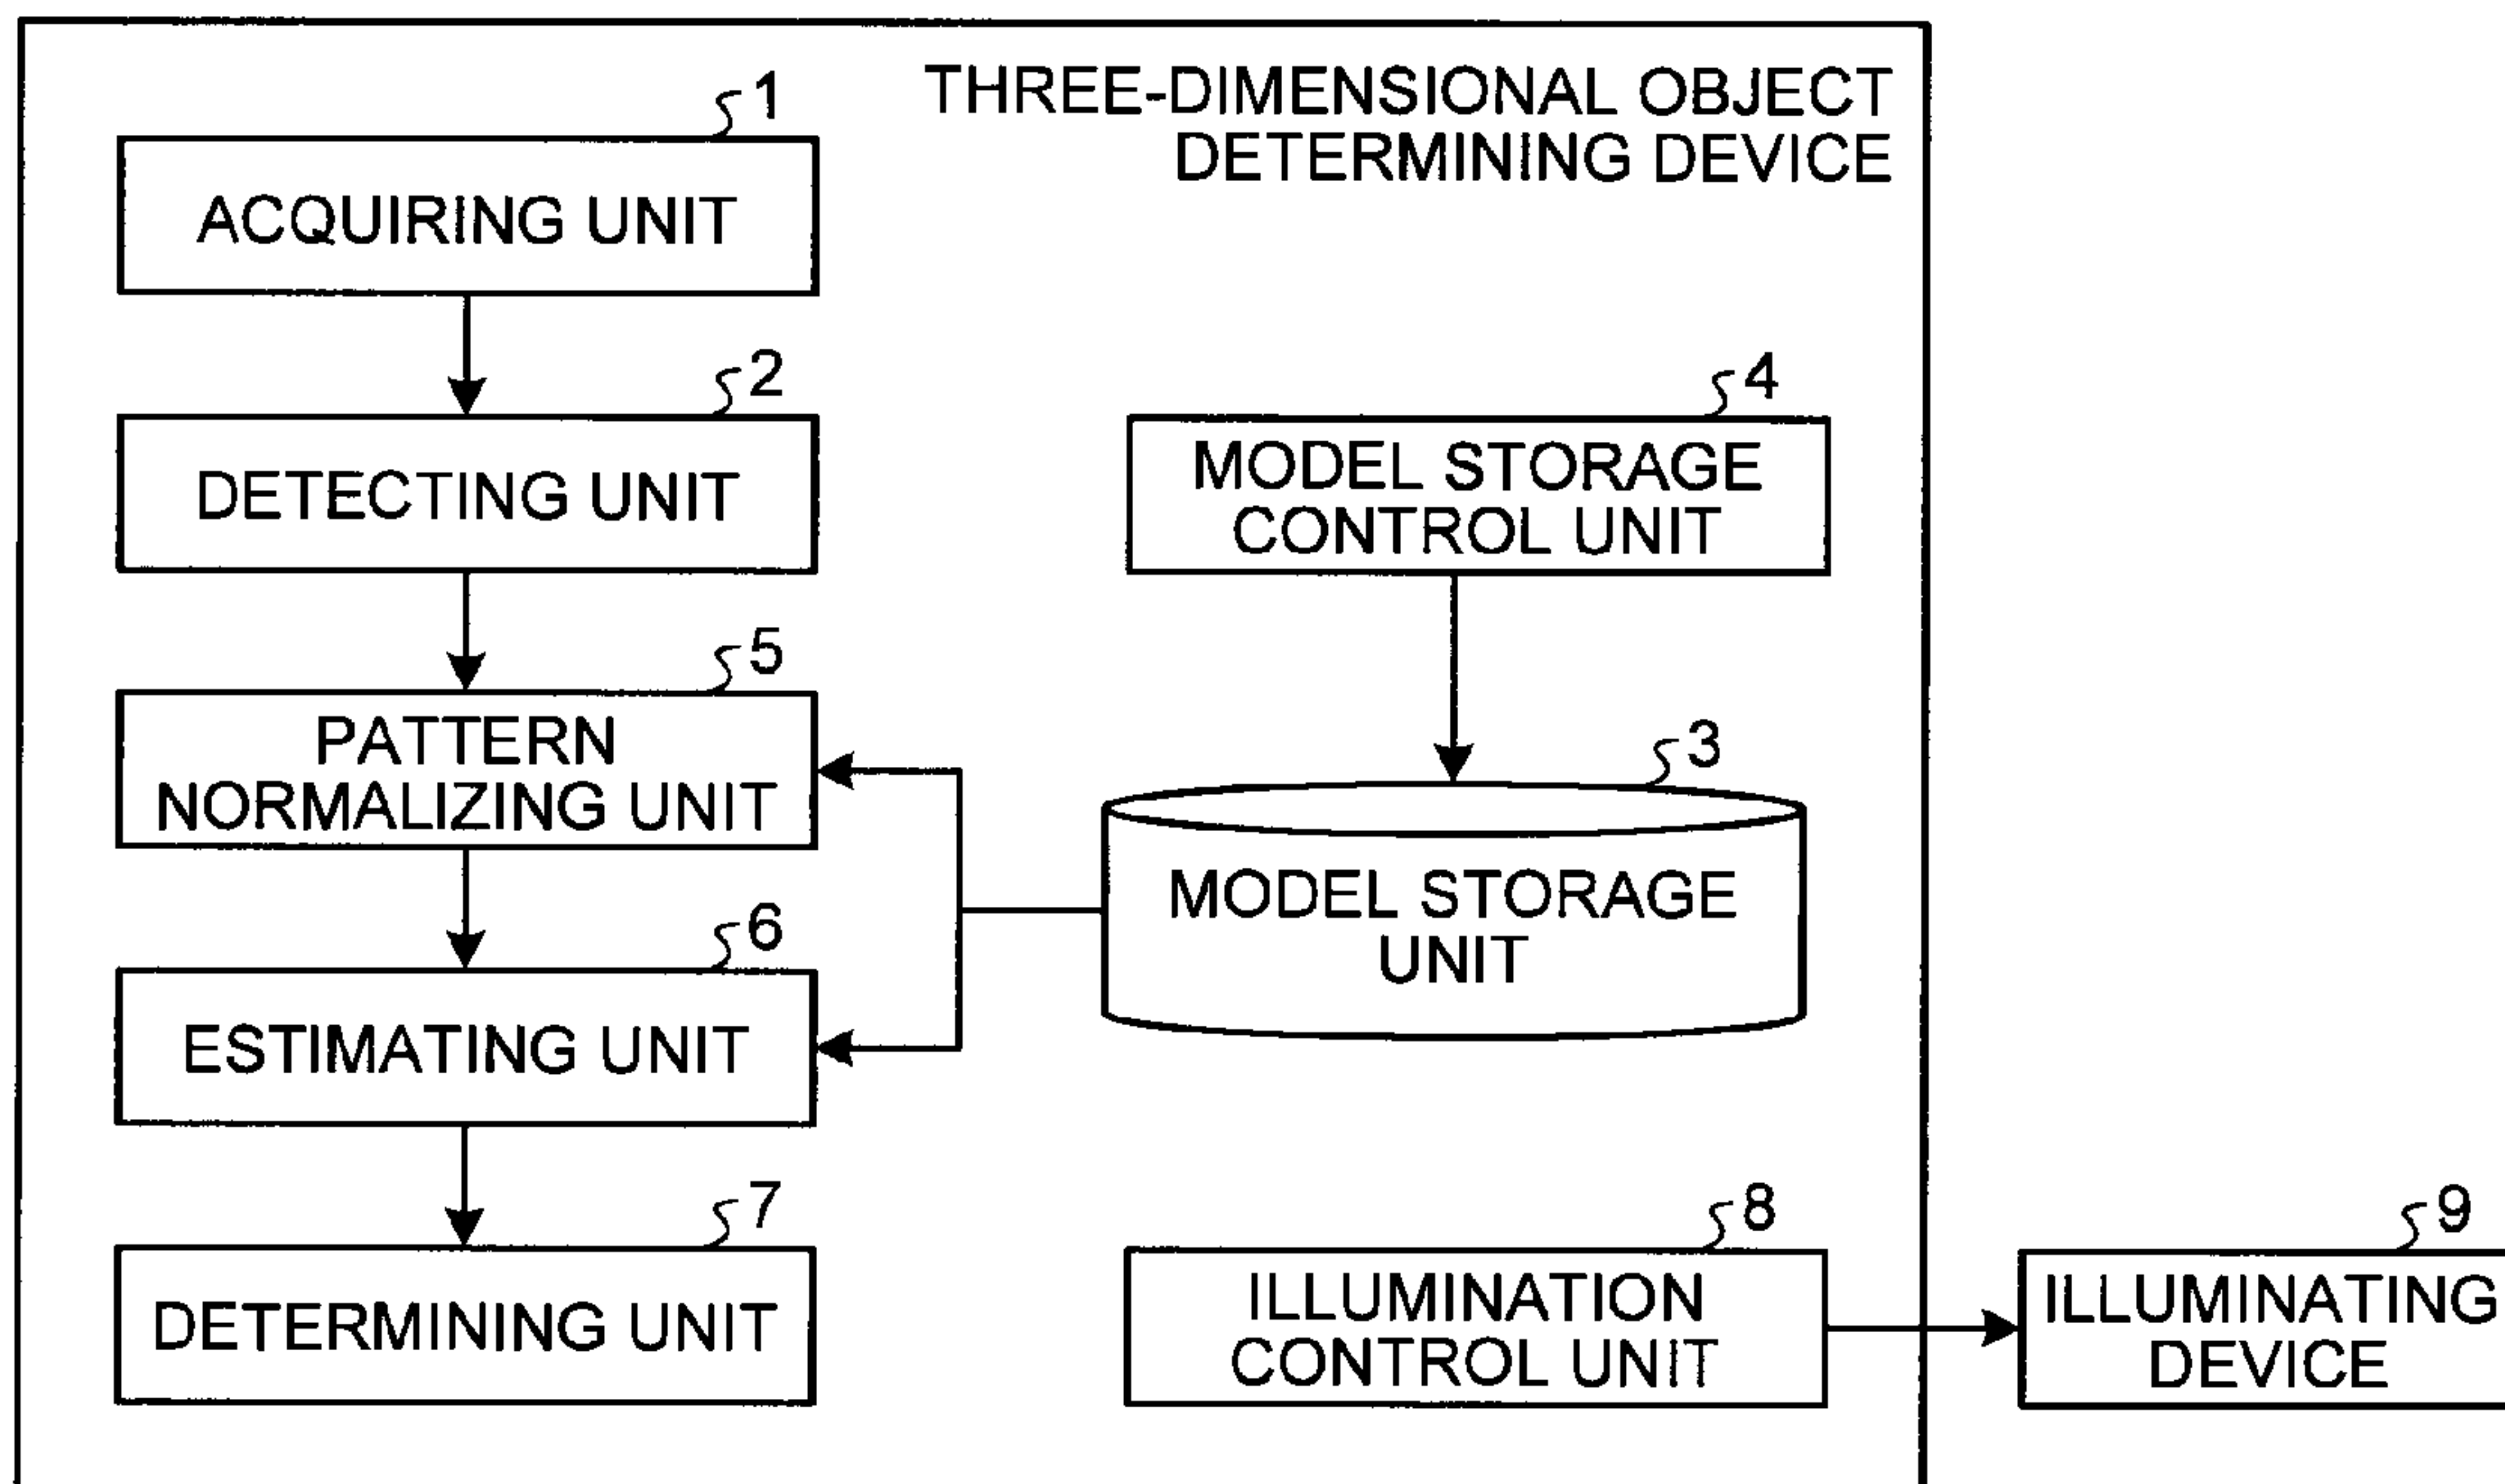 THREE-DIMENSIONAL OBJECT
DETERMINING DEVICE
1
ACQUIRING UNIT
2
DETECTING UNIT
4
MODEL STORAGE
CONTROL UNIT
5
PATTERN
NORMALIZING UNIT
3
MODEL STORAGE
UNIT
6
ESTIMATING UNIT
7
DETERMINING UNIT
8
ILLUMINATION
CONTROL UNIT
9
ILLUMINATING
DEVICE